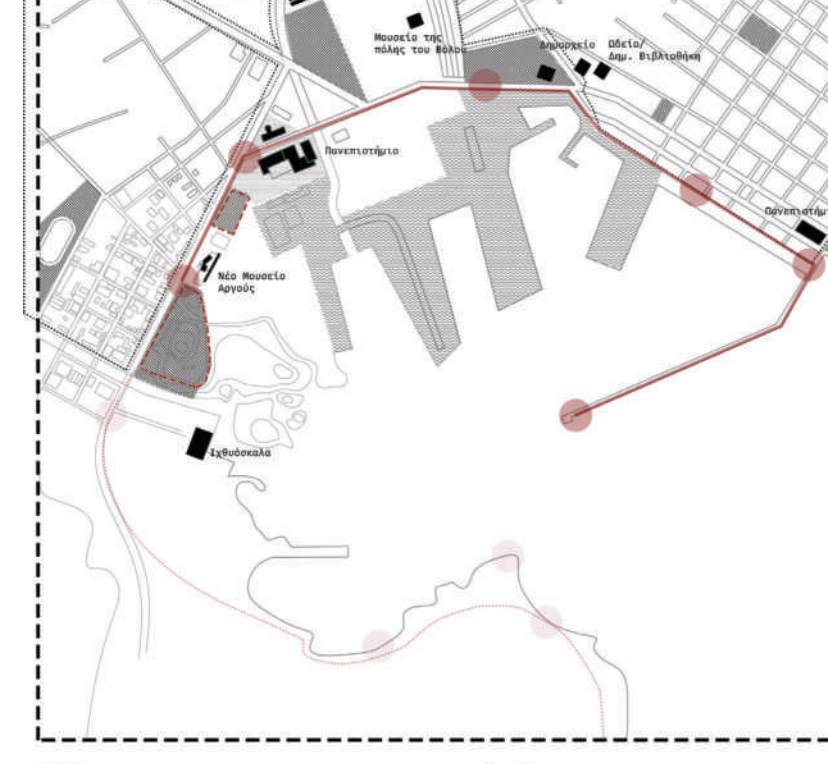 Μουσείο της
πόλης του Βόλου
Δημαρχείο
Ωδείο/
Δημ. Βιβλιοθήκη
Πανεπιστήμιο
Πανεπιστήμ
Νέο Μουσείο
Αργούς
Ιχθυόσκαλα